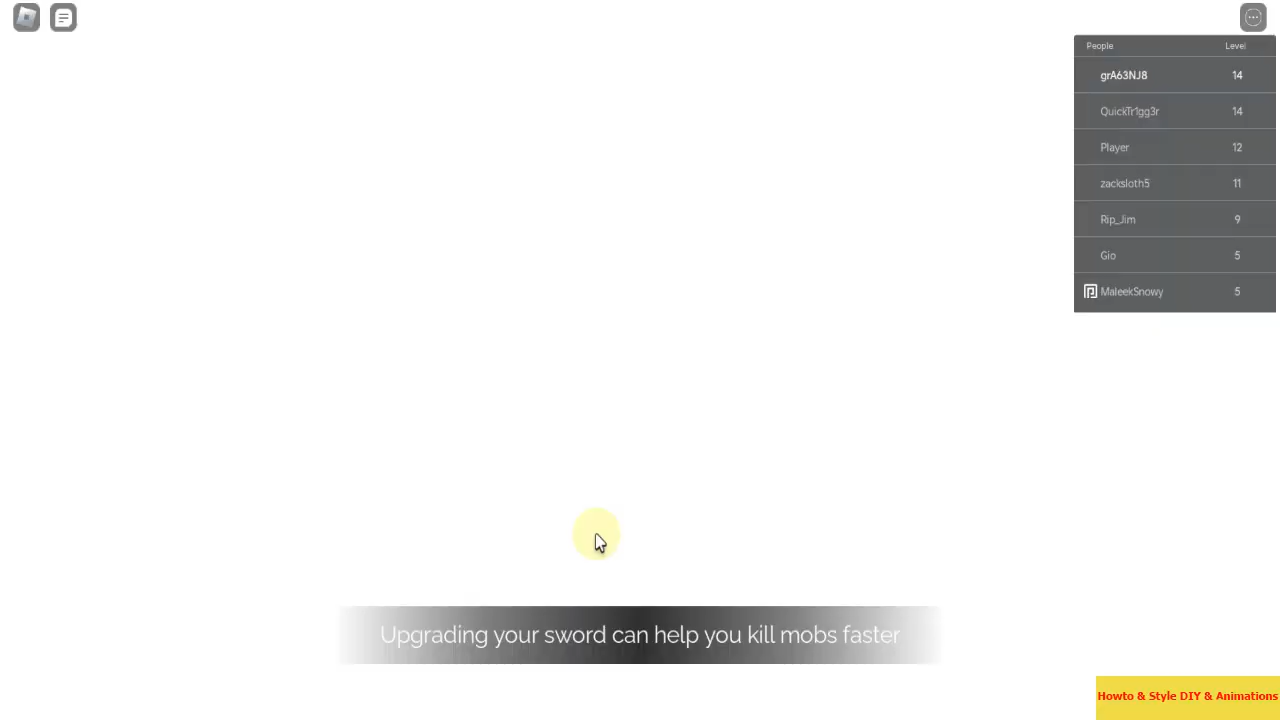 People Level
grA63NJ8 14
QuickTr1gg3r 14
Player 12
zacksloth5 11
Rip_Jim 9
Gio 5
MaleekSnowy 5
Upgrading your sword can help you kill mobs faster
Howto & Style DIY & Animations